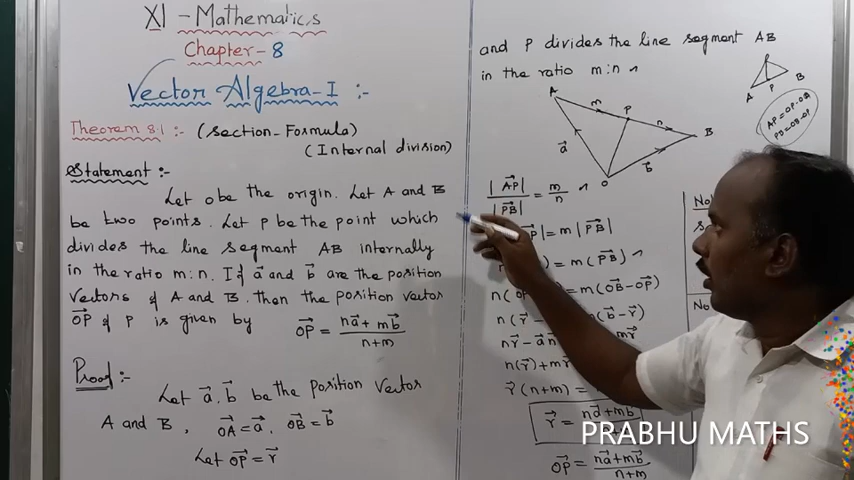 XI - Mathematics
Chapter - 8
Vector Algebra - I :-
Theorem 8.1 :- (section - Formula)
(Internal division)
Statement :-
Let O be the origin. Let A and B
be two points. Let P be the point which
divides the line segment AB internally
in the ratio m:n. If a⃗ and b⃗ are the position
vectors of A and B, then the position vector
OP⃗ of P is given by OP⃗ = (na⃗ + mb⃗)/(n+m)
Proof :-
Let a⃗, b⃗ be the position vector
A and B, OA⃗ = a⃗, OB⃗ = b⃗
Let OP⃗ = r⃗
and P divides the line segment AB
in the ratio m:n
A m P n B
a⃗ b⃗
O
A P B
AP = OP - OA
PB = OB - OP
|AP⃗|/|PB⃗| = m/n
| = m|PB⃗|
) = m(PB⃗)
n(OP = m(OB⃗ - OP⃗)
n(r⃗ - (b⃗ - r⃗)
nr⃗ - a⃗n mr⃗
n(r⃗) + mr⃗
r⃗(n+m) =
r⃗ = (na⃗ + mb⃗)/
OP⃗ = (na⃗ + mb⃗)/(n+m)
PRABHU MATHS